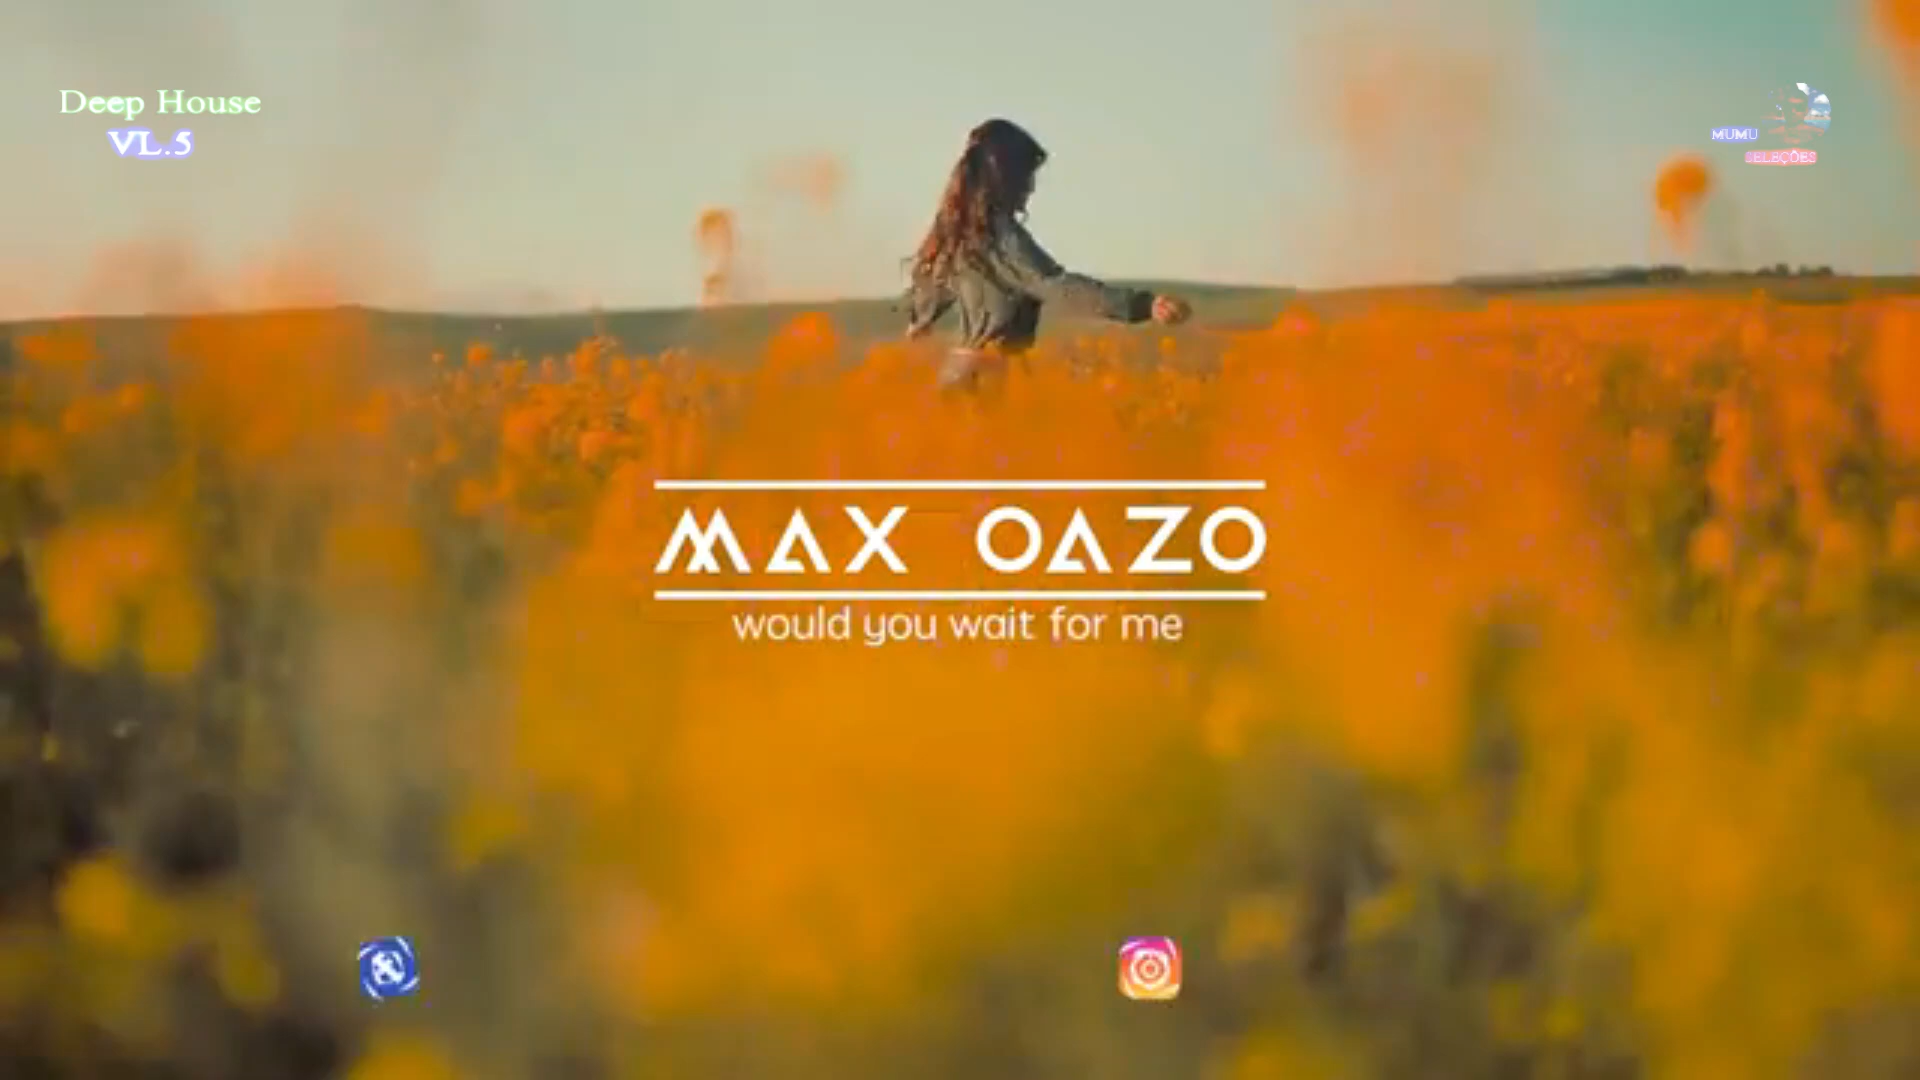 Deep House
VL.5
MUMU
SELEÇÕES
MAX OAZO
would you wait for me